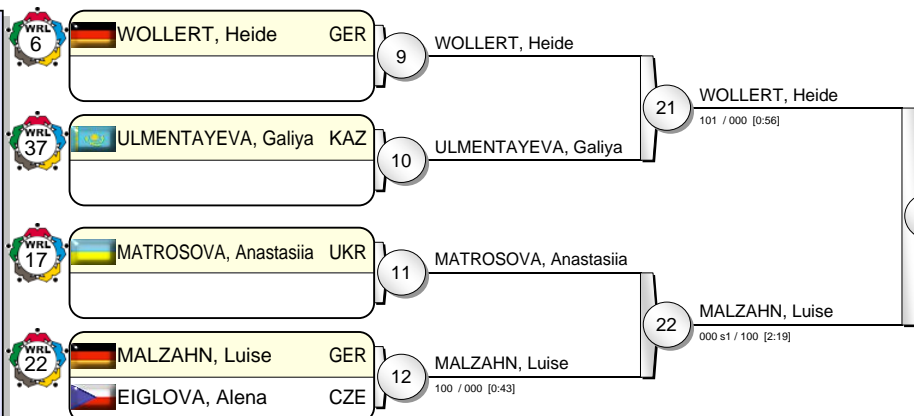 WRL
6
WOLLERT, Heide GER
9
WOLLERT, Heide
21
WOLLERT, Heide
101 / 000 [0:56]
WRL
37
ULMENTAYEVA, Galiya KAZ
10
ULMENTAYEVA, Galiya
WRL
17
MATROSOVA, Anastasiia UKR
11
MATROSOVA, Anastasiia
22
MALZAHN, Luise
000 s1 / 100 [2:19]
WRL
22
MALZAHN, Luise GER
EIGLOVA, Alena CZE
12
MALZAHN, Luise
100 / 000 [0:43]